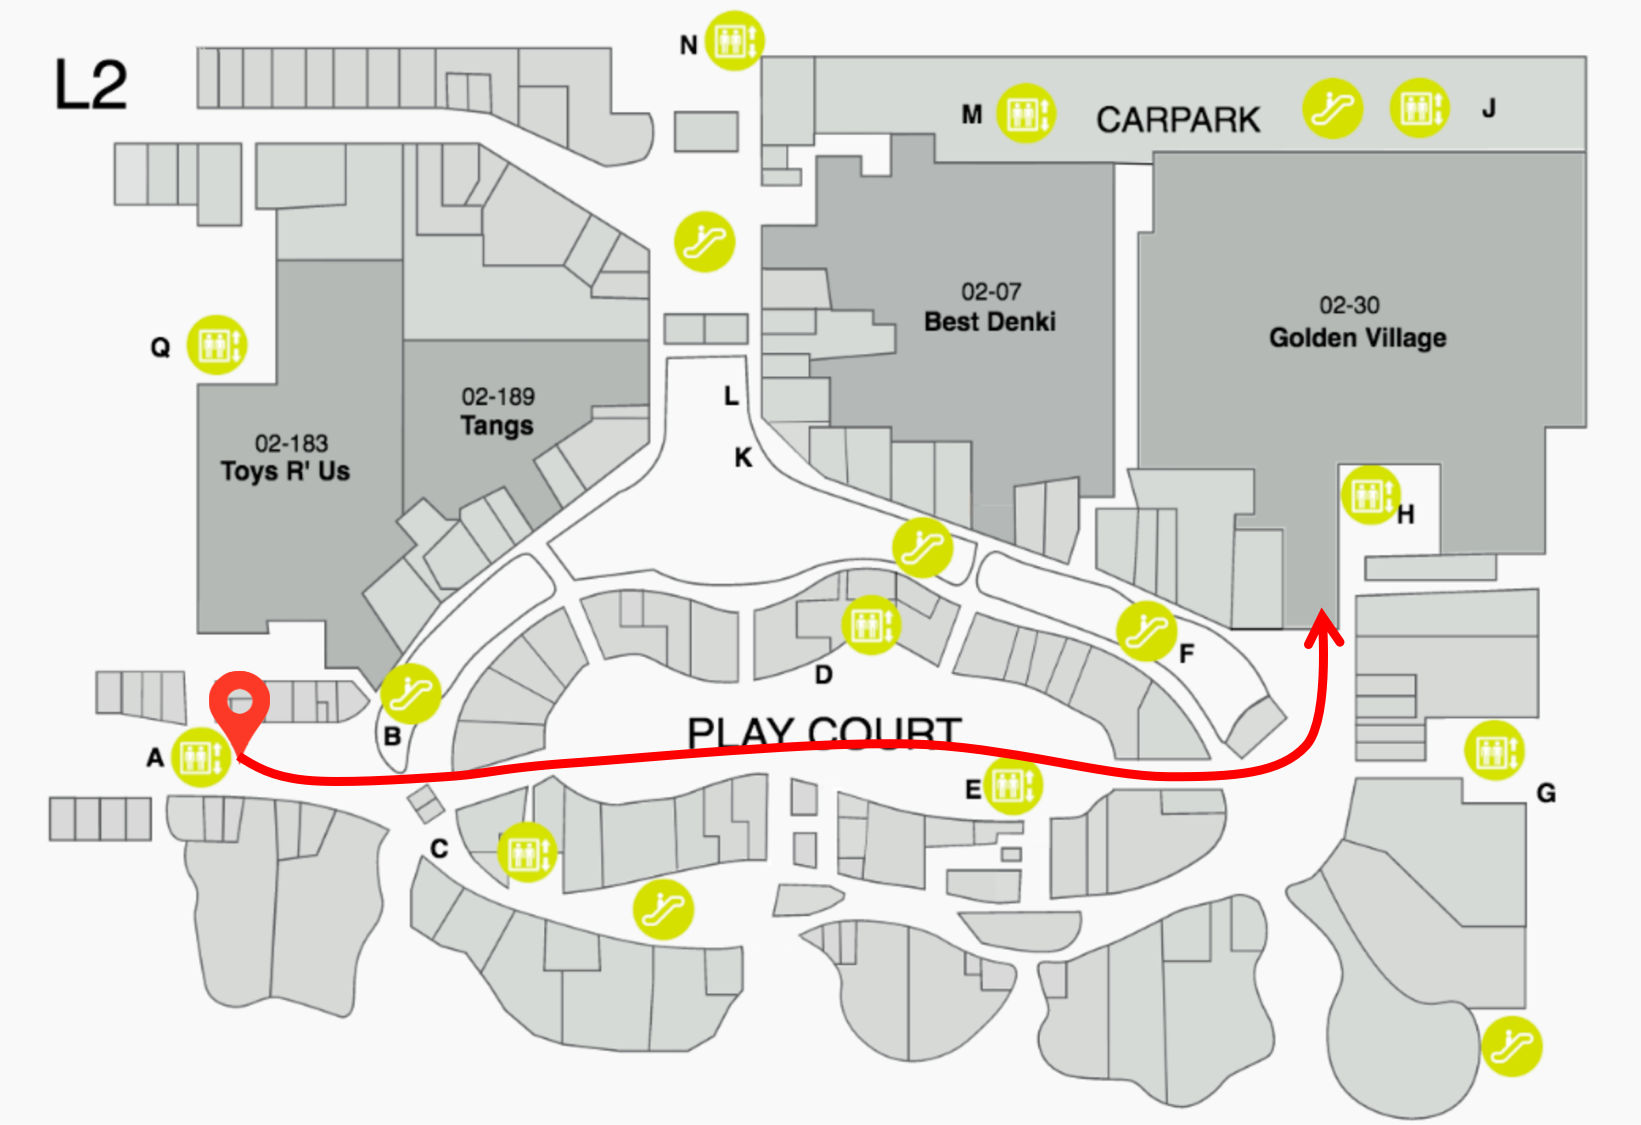 L2
N
M
CARPARK
J
02-07
Best Denki
02-30
Golden Village
Q
02-189
Tangs
L
02-183
Toys R' Us
K
H
F
D
B
PLAY COURT
A
E
G
C